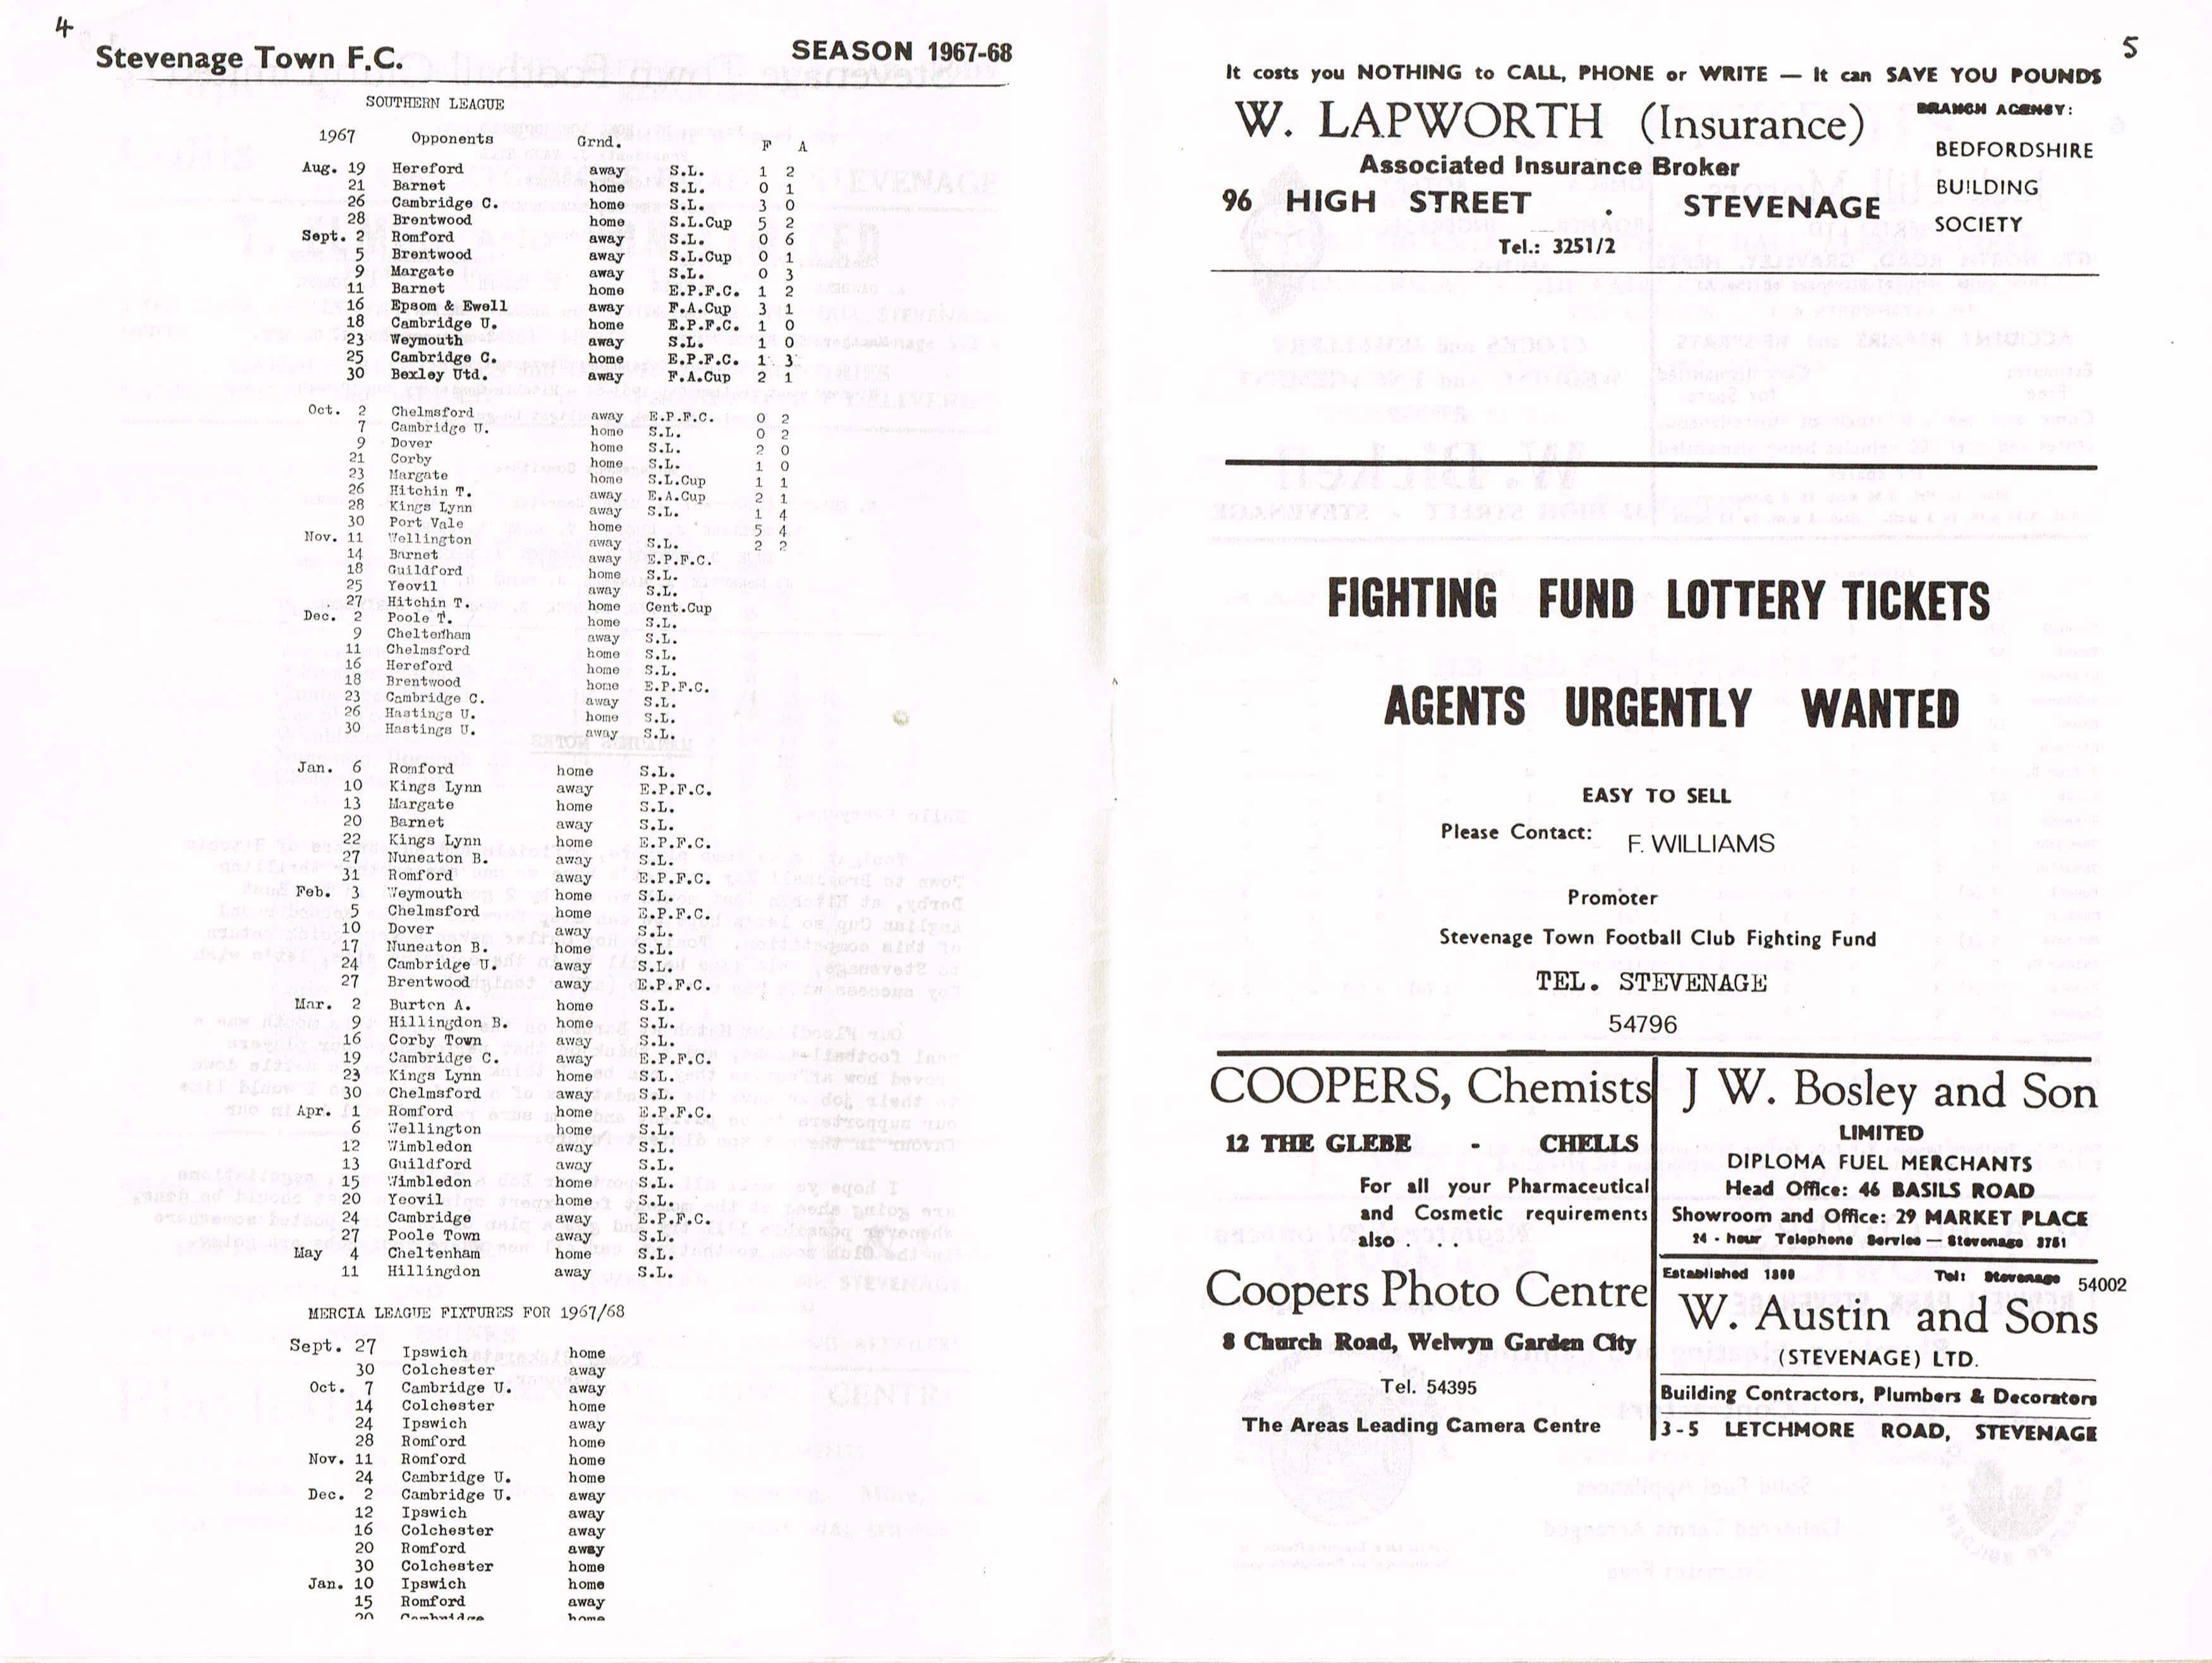 4
Stevenage Town F.C. SEASON 1967-68
SOUTHERN LEAGUE
1967 Opponents Grnd. F A
Aug. 19 Hereford away S.L. 1 2
21 Barnet home S.L. 0 1
26 Cambridge C. home S.L. 3 0
28 Brentwood home S.L.Cup 5 2
Sept. 2 Romford away S.L. 0 6
5 Brentwood away S.L.Cup 0 1
9 Margate away S.L. 0 3
11 Barnet home E.P.F.C. 1 2
16 Epsom & Ewell away F.A.Cup 3 1
18 Cambridge U. home E.P.F.C. 1 0
23 Weymouth away S.L. 1 0
25 Cambridge C. home E.P.F.C. 1 3
30 Bexley Utd. away F.A.Cup 2 1
Oct. 2 Chelmsford away E.P.F.C. 0 2
7 Cambridge U. home S.L. 0 2
9 Dover home S.L. 2 0
21 Corby home S.L. 1 0
23 Margate home S.L.Cup 1 1
26 Hitchin T. away E.A.Cup 2 1
28 Kings Lynn away S.L. 1 4
30 Port Vale home 5 4
Nov. 11 Wellington away S.L. 2 2
14 Barnet away E.P.F.C.
18 Guildford home S.L.
25 Yeovil away S.L.
27 Hitchin T. home Cent.Cup
Dec. 2 Poole T. home S.L.
9 Cheltenham away S.L.
11 Chelmsford home S.L.
16 Hereford home S.L.
18 Brentwood home E.P.F.C.
23 Cambridge C. away S.L.
26 Hastings U. home S.L.
30 Hastings U. away S.L.
Jan. 6 Romford home S.L.
10 Kings Lynn away E.P.F.C.
13 Margate home S.L.
20 Barnet away S.L.
22 Kings Lynn home E.P.F.C.
27 Nuneaton B. away S.L.
31 Romford away E.P.F.C.
Feb. 3 Weymouth home S.L.
5 Chelmsford home E.P.F.C.
10 Dover away S.L.
17 Nuneaton B. home S.L.
24 Cambridge U. away S.L.
27 Brentwood away E.P.F.C.
Mar. 2 Burton A. home S.L.
9 Hillingdon B. home S.L.
16 Corby Town away S.L.
19 Cambridge C. away E.P.F.C.
23 Kings Lynn home S.L.
30 Chelmsford away S.L.
Apr. 1 Romford home E.P.F.C.
6 Wellington home S.L.
12 Wimbledon away S.L.
13 Guildford away S.L.
15 Wimbledon home S.L.
20 Yeovil home S.L.
24 Cambridge away E.P.F.C.
27 Poole Town away S.L.
May 4 Cheltenham home S.L.
11 Hillingdon away S.L.
MERCIA LEAGUE FIXTURES FOR 1967/68
Sept. 27 Ipswich home
30 Colchester away
Oct. 7 Cambridge U. away
14 Colchester home
24 Ipswich away
28 Romford home
Nov. 11 Romford home
24 Cambridge U. home
Dec. 2 Cambridge U. away
12 Ipswich away
16 Colchester away
20 Romford away
30 Colchester home
Jan. 10 Ipswich home
15 Romford away
20 Cambridge home
5
It costs you NOTHING to CALL, PHONE or WRITE — It can SAVE YOU POUNDS
W. LAPWORTH (Insurance)
Associated Insurance Broker
96 HIGH STREET . STEVENAGE
Tel.: 3251/2
BRANCH AGENCY:
BEDFORDSHIRE
BUILDING
SOCIETY
FIGHTING FUND LOTTERY TICKETS
AGENTS URGENTLY WANTED
EASY TO SELL
Please Contact: F. WILLIAMS
Promoter
Stevenage Town Football Club Fighting Fund
TEL. STEVENAGE
54796
COOPERS, Chemists
12 THE GLEBE - CHELLS
For all your Pharmaceutical
and Cosmetic requirements
also . . .
Coopers Photo Centre
8 Church Road, Welwyn Garden City
Tel. 54395
The Areas Leading Camera Centre
J W. Bosley and Son
LIMITED
DIPLOMA FUEL MERCHANTS
Head Office: 46 BASILS ROAD
Showroom and Office: 29 MARKET PLACE
24 - hour Telephone Service — Stevenage 3781
Established 1800 Tel: Stevenage 54002
W. Austin and Sons
(STEVENAGE) LTD.
Building Contractors, Plumbers & Decorators
3-5 LETCHMORE ROAD, STEVENAGE